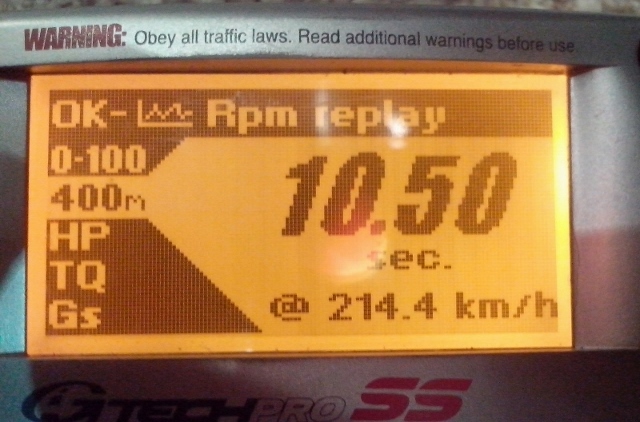 WARNING: Obey all traffic laws. Read additional warnings before use.
OK- Rpm replay
0-100
400m
10.50
sec.
HP
TQ
Gs
@ 214.4 km/h
GTECHPRO SS